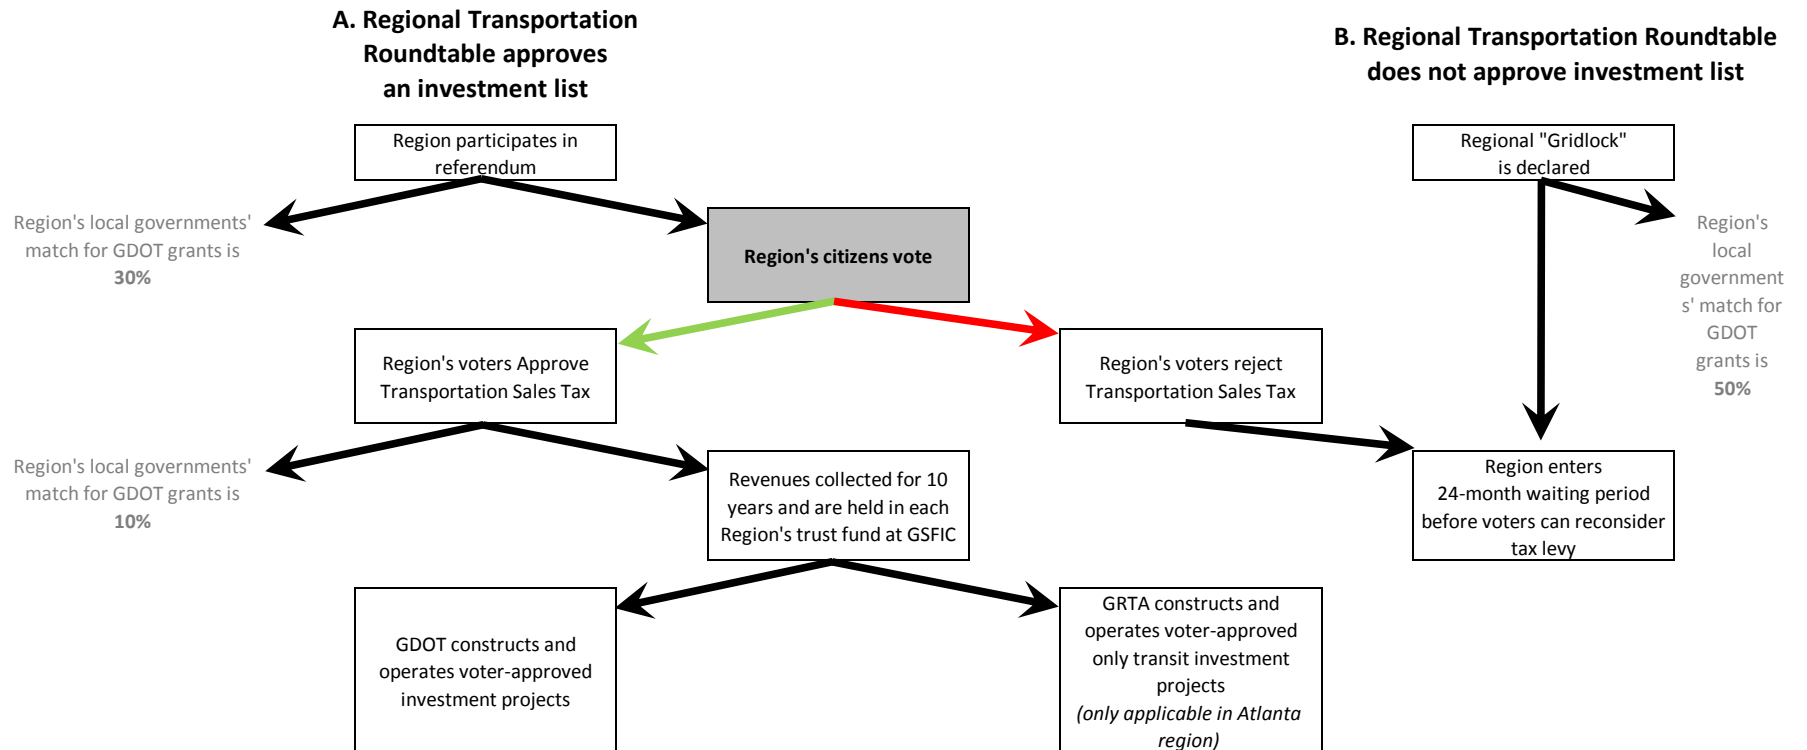 A. Regional Transportation
Roundtable approves
an investment list
B. Regional Transportation Roundtable
does not approve investment list
Region participates in
referendum
Regional "Gridlock"
is declared
Region's local governments'
match for GDOT grants is
30%
Region's citizens vote
Region's
local
government
s' match for
GDOT
grants is
50%
Region's voters Approve
Transportation Sales Tax
Region's voters reject
Transportation Sales Tax
Region's local governments'
match for GDOT grants is
10%
Revenues collected for 10
years and are held in each
Region's trust fund at GSFIC
Region enters
24-month waiting period
before voters can reconsider
tax levy
GDOT constructs and
operates voter-approved
investment projects
GRTA constructs and
operates voter-approved
only transit investment
projects
(only applicable in Atlanta
region)